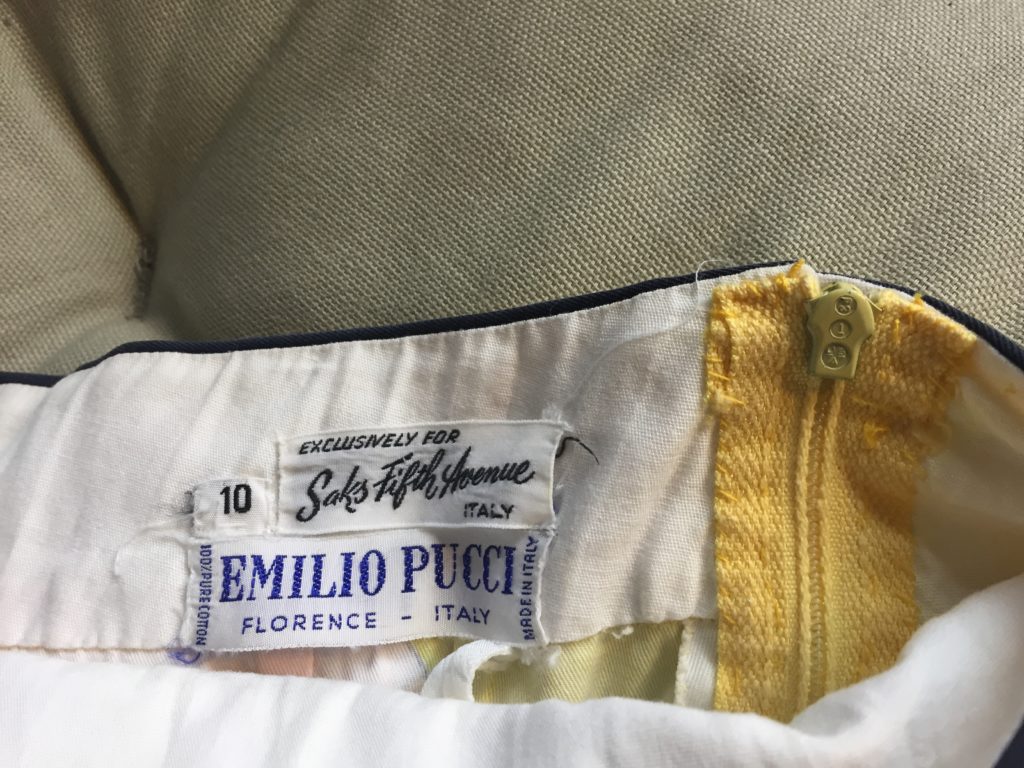 EXCLUSIVELY FOR
Saks Fifth Avenue
ITALY
10
100% PURE COTTON
EMILIO PUCCI
FLORENCE - ITALY
MADE IN ITALY